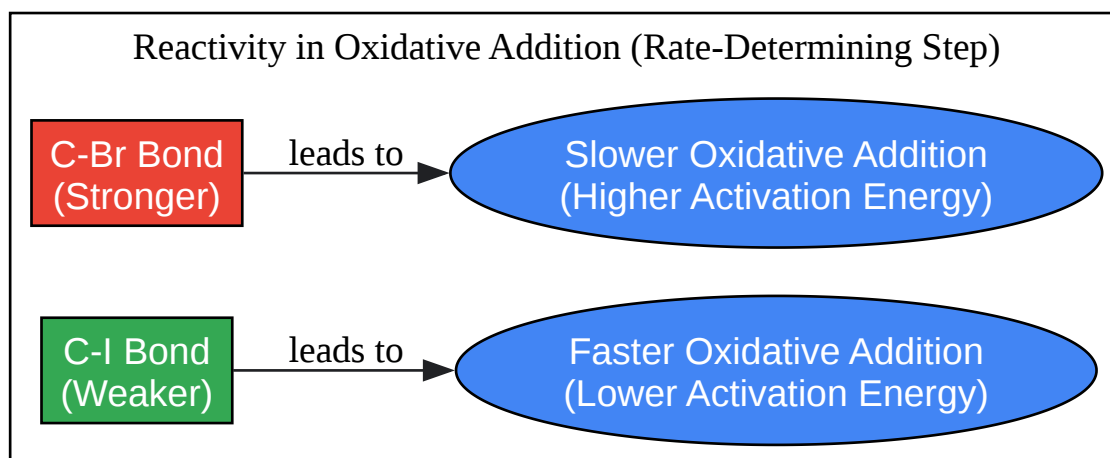 Reactivity in Oxidative Addition (Rate-Determining Step)
C-Br Bond
(Stronger)
leads to
Slower Oxidative Addition
(Higher Activation Energy)
C-I Bond
(Weaker)
leads to
Faster Oxidative Addition
(Lower Activation Energy)